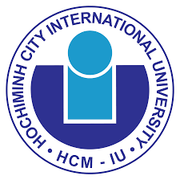 HOCHIMINH CITY INTERNATIONAL UNIVERSITY
• HCM - IU •